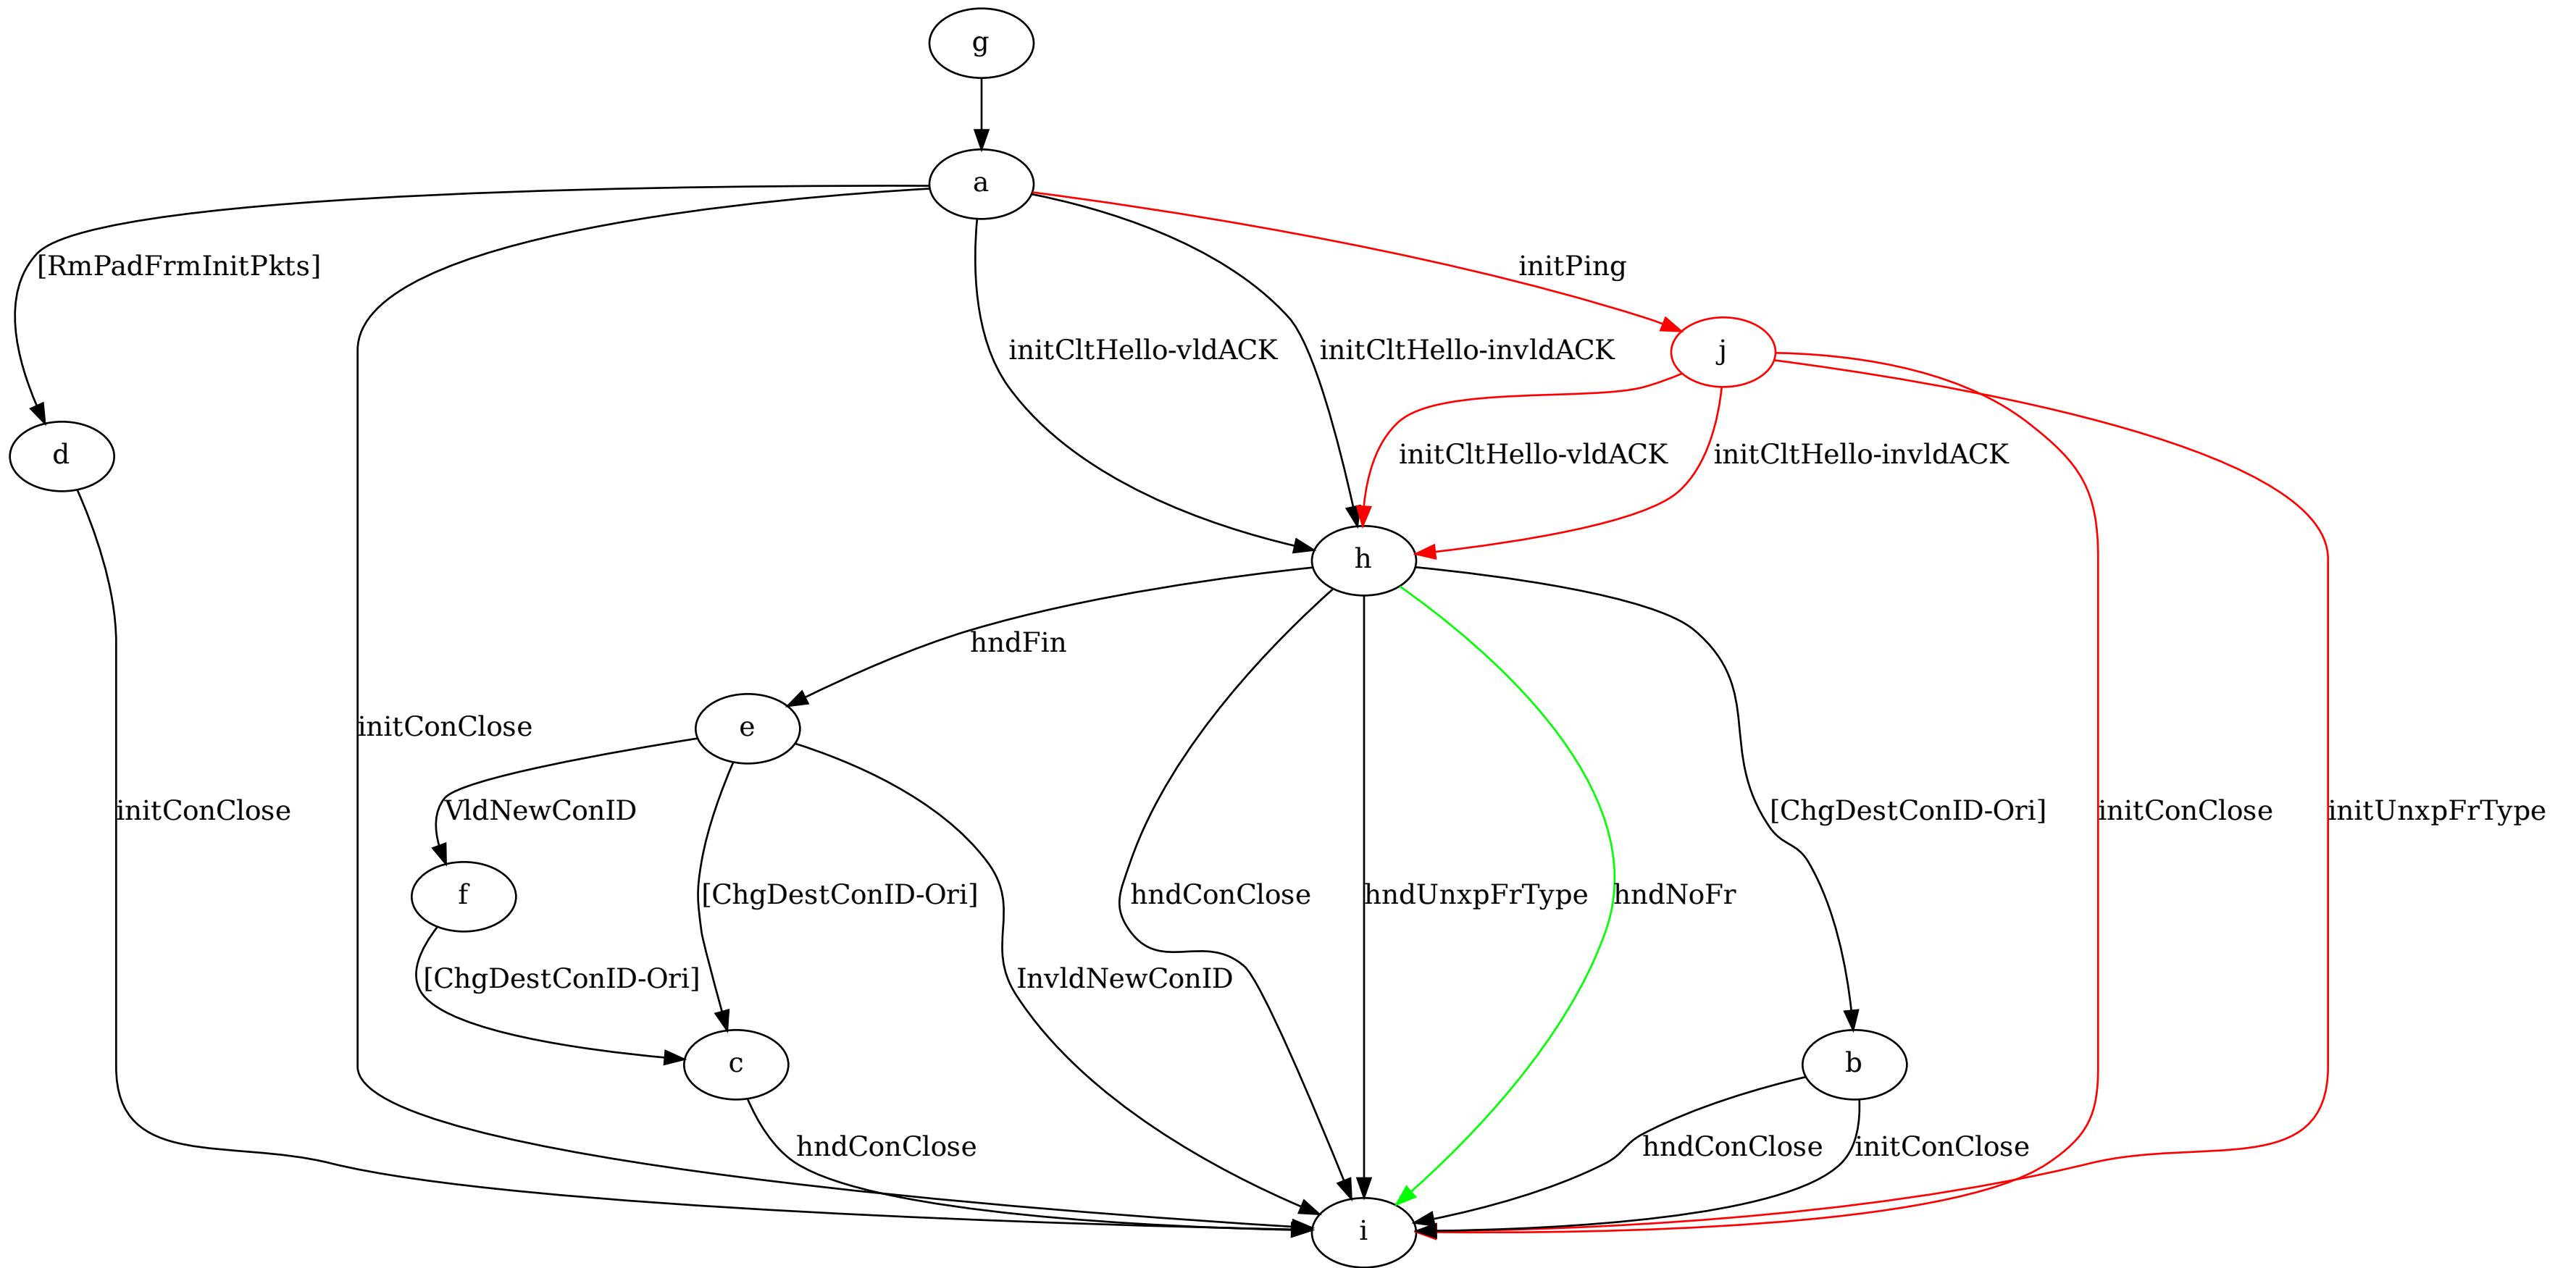 g
a
[RmPadFrmInitPkts]
initPing
initCltHello-vldACK
initCltHello-invldACK
j
d
initCltHello-vldACK
initCltHello-invldACK
h
hndFin
initConClose
e
initConClose
VldNewConID
[ChgDestConID-Ori]
initConClose
initUnxpFrType
f
[ChgDestConID-Ori]
hndConClose
hndUnxpFrType
hndNoFr
[ChgDestConID-Ori]
InvldNewConID
c
b
hndConClose
hndConClose
initConClose
i